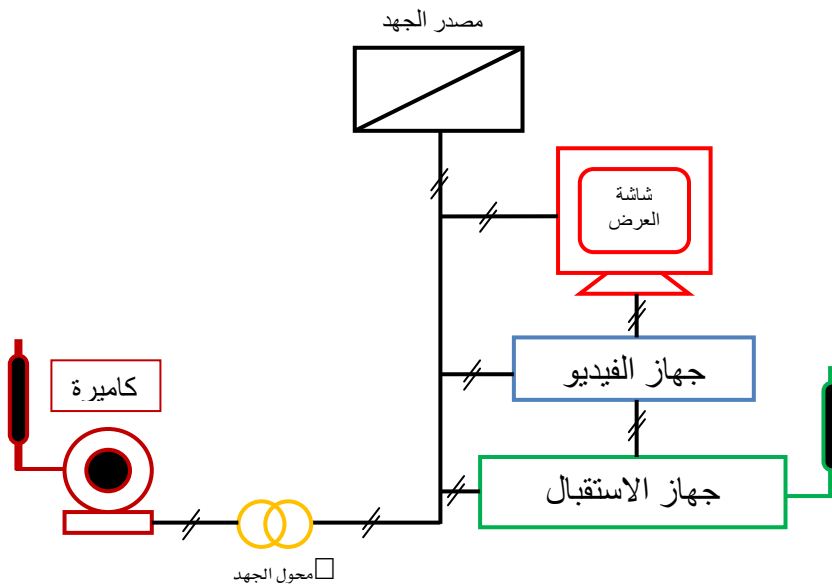 مصدر الجهد
شاشة
العرض
جهاز الفيديو
كاميرة
جهاز الاستقبال
محول الجهد